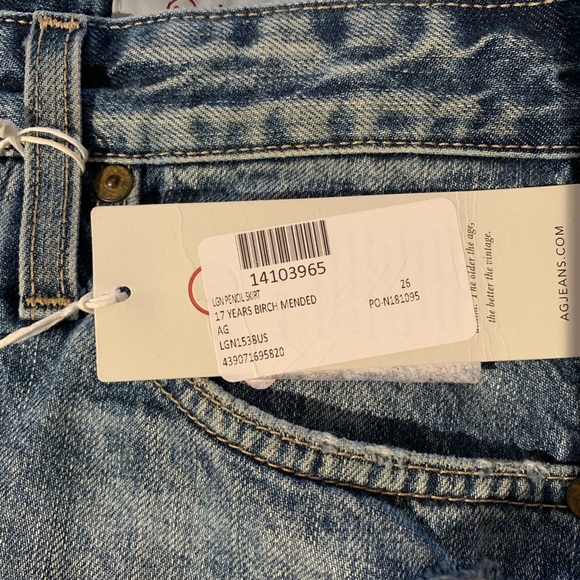 14103965
LGN PENCIL SKIRT
17 YEARS BIRCH MENDED 26
AG PO-N181095
LGN1538US
439071695820
The older the age,
the better the vintage.
AGJEANS.COM